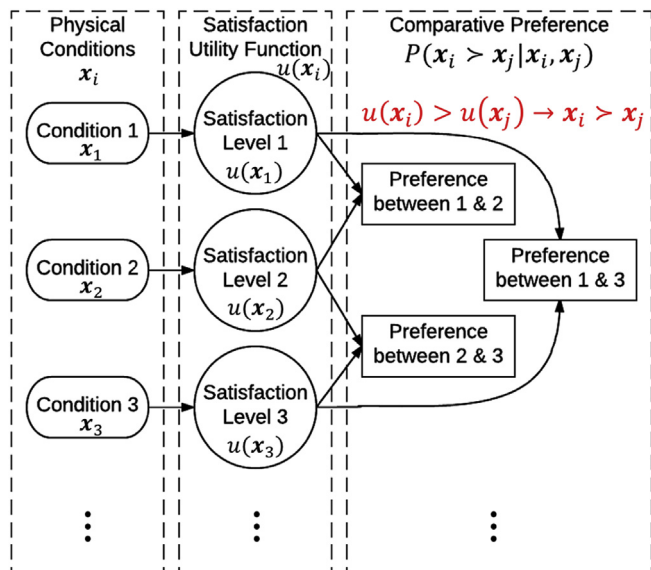 Physical
Conditions
𝒙ᵢ
Satisfaction
Utility Function
u(𝒙ᵢ)
Comparative Preference
P(𝒙ᵢ ≻ 𝒙ⱼ|𝒙ᵢ, 𝒙ⱼ)
u(𝒙ᵢ) > u(𝒙ⱼ) → 𝒙ᵢ ≻ 𝒙ⱼ
Condition 1
𝒙₁
Satisfaction
Level 1
u(𝒙₁)
Preference
between 1 & 2
Condition 2
𝒙₂
Satisfaction
Level 2
u(𝒙₂)
Preference
between 1 & 3
Preference
between 2 & 3
Condition 3
𝒙₃
Satisfaction
Level 3
u(𝒙₃)